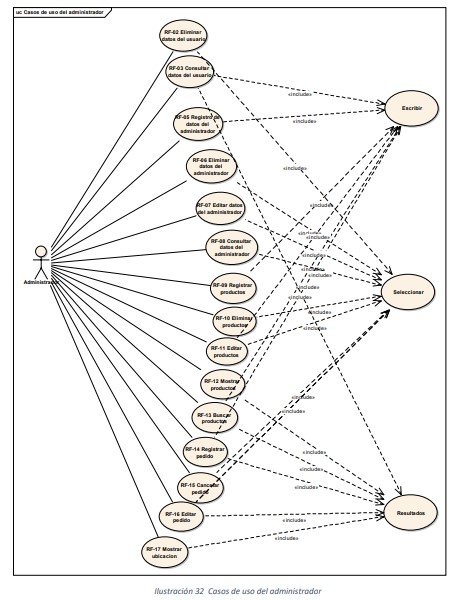 uc Casos de uso del administrador
RF-02 Eliminar
datos del usuario
RF-03 Consultar
datos del usuario
«include»
Escribir
RF-05 Registro de
datos del
administrador
«include»
RF-06 Eliminar
datos del
administrador
«include»
RF-07 Editar datos
del administrador
«include»
RF-08 Consultar
datos del
administrador
«include»
«include»
«include»
Administrador
RF-09 Registrar
productos
«include»
«include»
«include»
Seleccionar
RF-10 Eliminar
productos
«include»
«include»
RF-11 Editar
productos
«include»
RF-12 Mostrar
productos
«include»
RF-13 Buscar
productos
«include»
RF-14 Registrar
pedido
«include»
«include»
RF-15 Cancelar
pedido
«include»
RF-16 Editar
pedido
«include»
Resultados
RF-17 Mostrar
ubicacion
«include»
Ilustración 32 Casos de uso del administrador